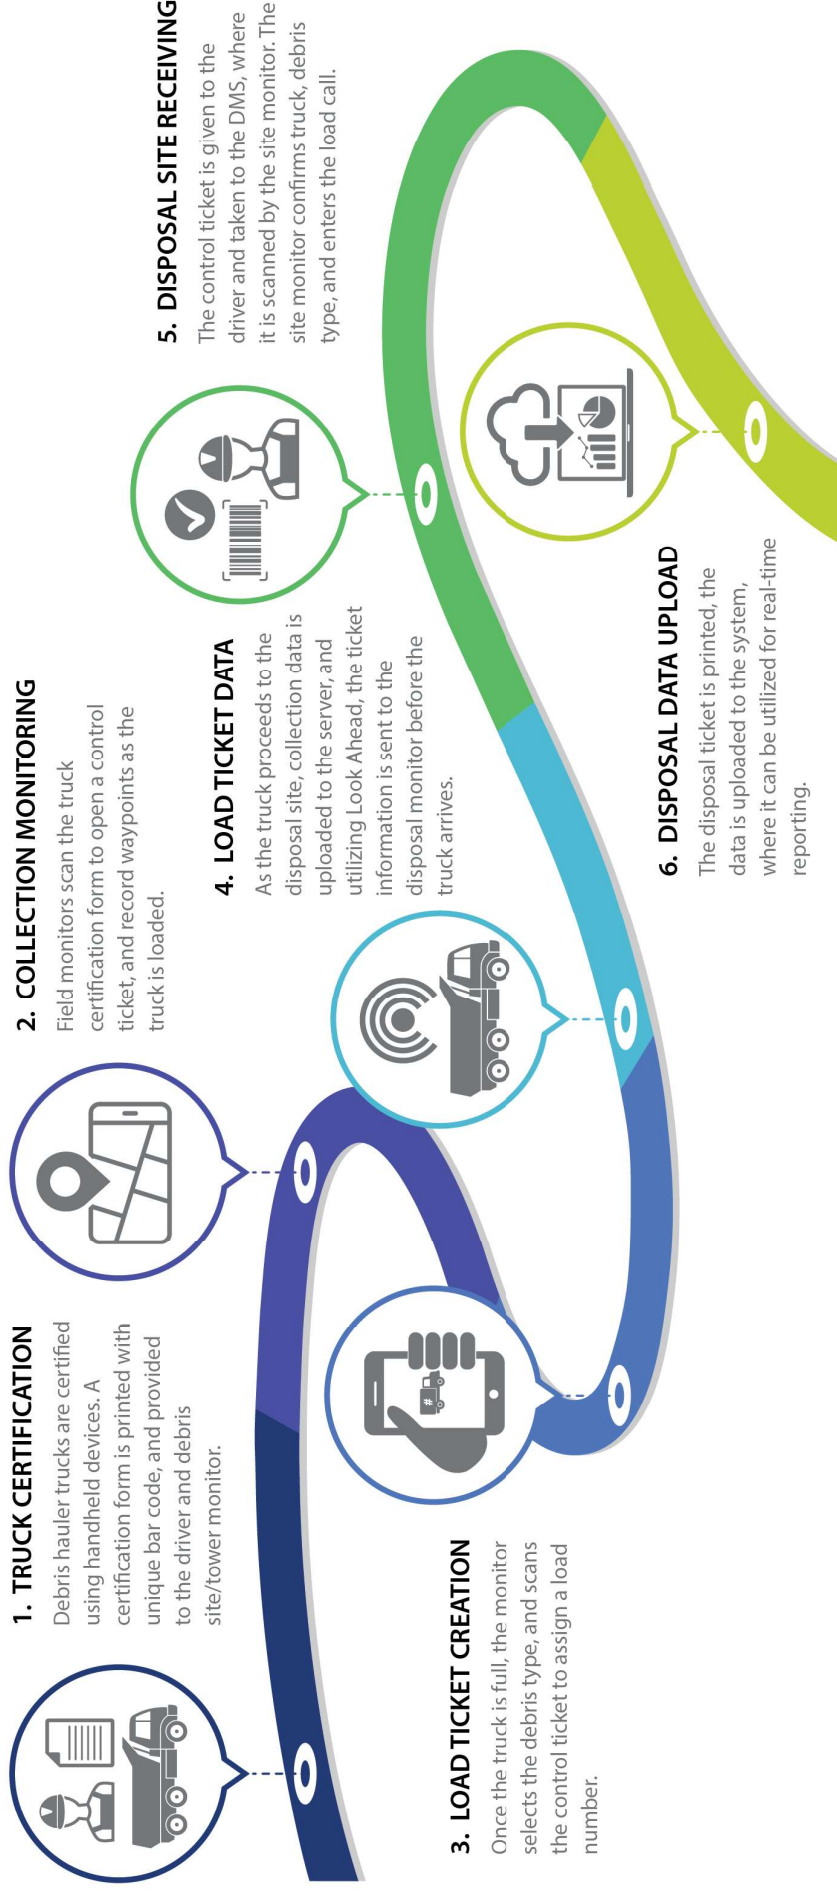 1. TRUCK CERTIFICATION
Debris hauler trucks are certified
using handheld devices. A
certification form is printed with
unique bar code, and provided
to the driver and debris
site/tower monitor.
2. COLLECTION MONITORING
Field monitors scan the truck
certification form to open a control
ticket, and record waypoints as the
truck is loaded.
3. LOAD TICKET CREATION
Once the truck is full, the monitor
selects the debris type, and scans
the control ticket to assign a load
number.
#
4. LOAD TICKET DATA
As the truck proceeds to the
disposal site, collection data is
uploaded to the server, and
utilizing Look Ahead, the ticket
information is sent to the
disposal monitor before the
truck arrives.
5. DISPOSAL SITE RECEIVING
The control ticket is given to the
driver and taken to the DMS, where
it is scanned by the site monitor. The
site monitor confirms truck, debris
type, and enters the load call.
6. DISPOSAL DATA UPLOAD
The disposal ticket is printed, the
data is uploaded to the system,
where it can be utilized for real-time
reporting.